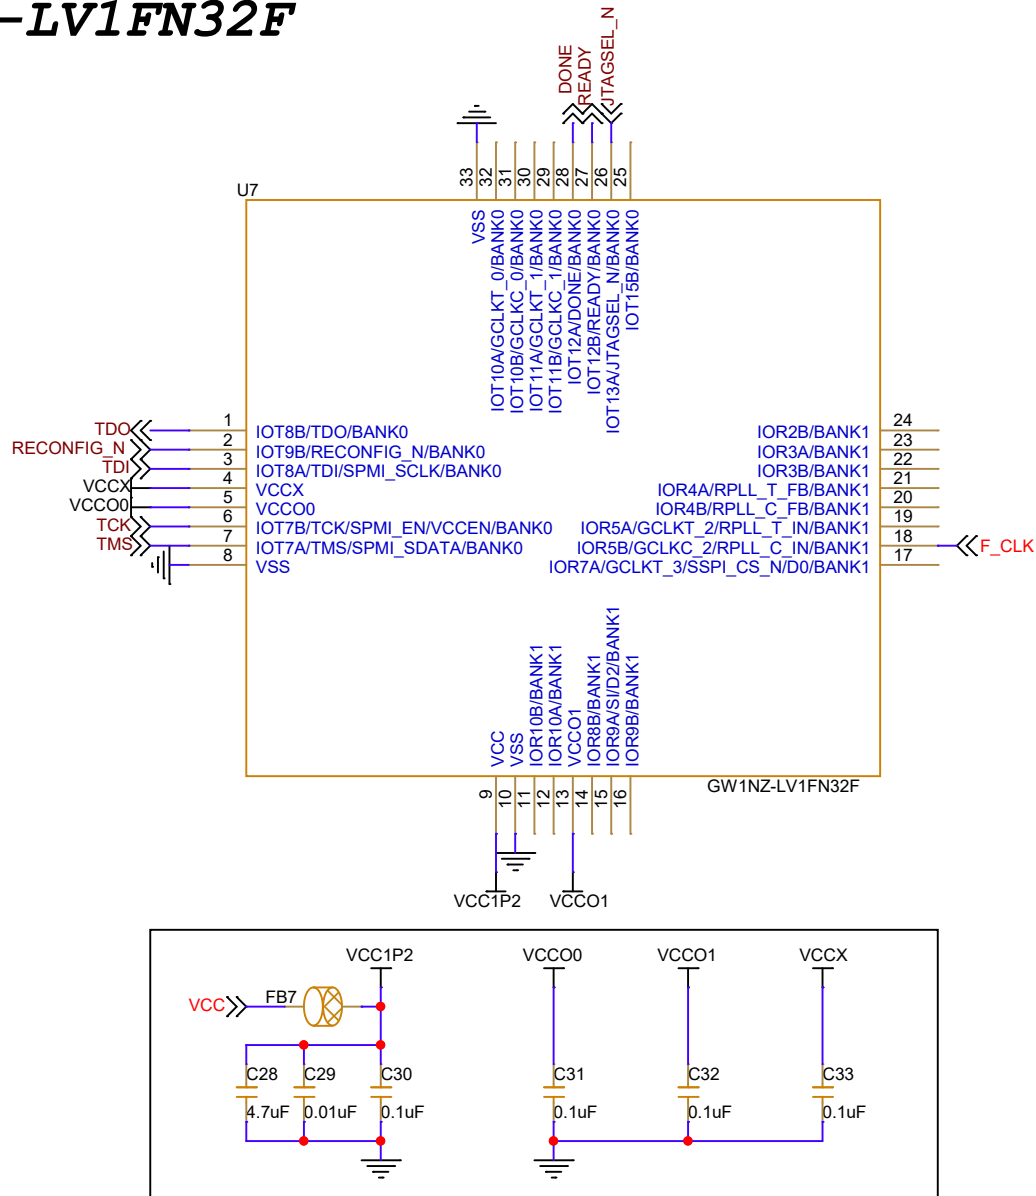 -LV1FN32F
DONE
READY
JTAGSEL_N
33
32
31
30
29
28
27
26
25
U7
VSS
IOT10A/GCLKT_0/BANK0
IOT10B/GCLKC_0/BANK0
IOT11A/GCLKT_1/BANK0
IOT11B/GCLKC_1/BANK0
IOT12A/DONE/BANK0
IOT12B/READY/BANK0
IOT13A/JTAGSEL_N/BANK0
IOT15B/BANK0
TDO 1 IOT8B/TDO/BANK0
RECONFIG_N 2 IOT9B/RECONFIG_N/BANK0
TDI 3 IOT8A/TDI/SPMI_SCLK/BANK0
VCCX 4 VCCX
VCCO0 5 VCCO0
TCK 6 IOT7B/TCK/SPMI_EN/VCCEN/BANK0
TMS 7 IOT7A/TMS/SPMI_SDATA/BANK0
8 VSS
IOR2B/BANK1 24
IOR3A/BANK1 23
IOR3B/BANK1 22
IOR4A/RPLL_T_FB/BANK1 21
IOR4B/RPLL_C_FB/BANK1 20
IOR5A/GCLKT_2/RPLL_T_IN/BANK1 19
IOR5B/GCLKC_2/RPLL_C_IN/BANK1 18 F_CLK
IOR7A/GCLKT_3/SSPI_CS_N/D0/BANK1 17
VCC
VSS
IOR10B/BANK1
IOR10A/BANK1
VCCO1
IOR8B/BANK1
IOR9A/SI/D2/BANK1
IOR9B/BANK1
GW1NZ-LV1FN32F
9
10
11
12
13
14
15
16
VCC1P2 VCCO1
VCC1P2 VCCO0 VCCO1 VCCX
VCC FB7
C28 C29 C30 C31 C32 C33
4.7uF 0.01uF 0.1uF 0.1uF 0.1uF 0.1uF